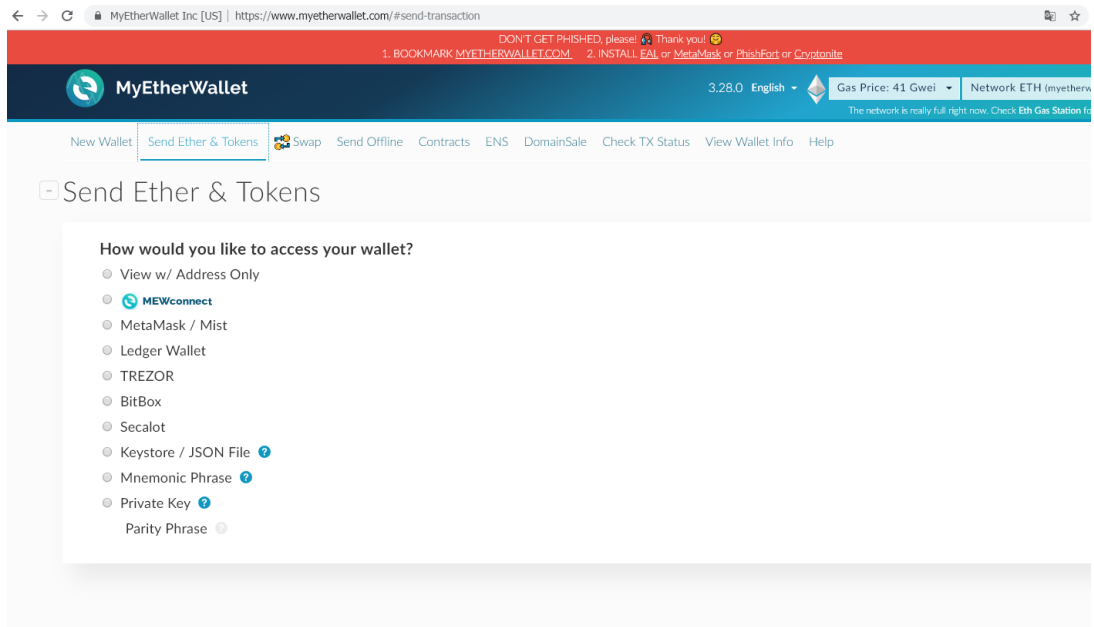 MyEtherWallet Inc [US] | https://www.myetherwallet.com/#send-transaction
DON'T GET PHISHED, please! Thank you!
1. BOOKMARK MYETHERWALLET.COM. 2. INSTALL EAL or MetaMask or PhishFort or Cryptonite
MyEtherWallet 3.28.0 English Gas Price: 41 Gwei Network ETH (myetherw
The network is really full right now. Check Eth Gas Station fo
New Wallet Send Ether & Tokens Swap Send Offline Contracts ENS DomainSale Check TX Status View Wallet Info Help
- Send Ether & Tokens
How would you like to access your wallet?
View w/ Address Only
MEWconnect
MetaMask / Mist
Ledger Wallet
TREZOR
BitBox
Secalot
Keystore / JSON File ?
Mnemonic Phrase ?
Private Key ?
Parity Phrase ?